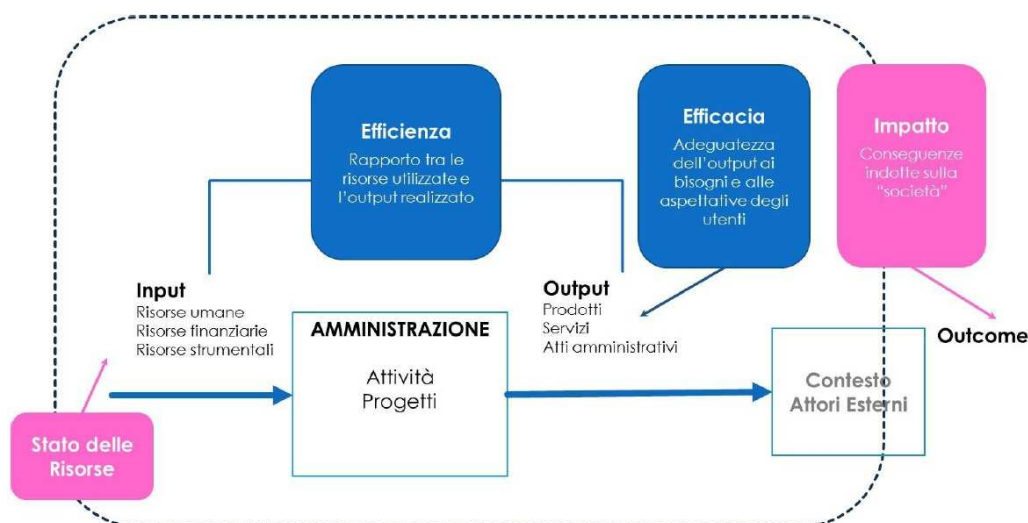 Efficienza
Rapporto tra le
risorse utilizzate e
l'output realizzato
Efficacia
Adeguatezza
dell'output ai
bisogni e alle
aspettative degli
utenti
Impatto
Conseguenze
indotte sulla
"società"
Input
Risorse umane
Risorse finanziarie
Risorse strumentali
AMMINISTRAZIONE
Attività
Progetti
Output
Prodotti
Servizi
Atti amministrativi
Outcome
Contesto
Attori Esterni
Stato delle
Risorse